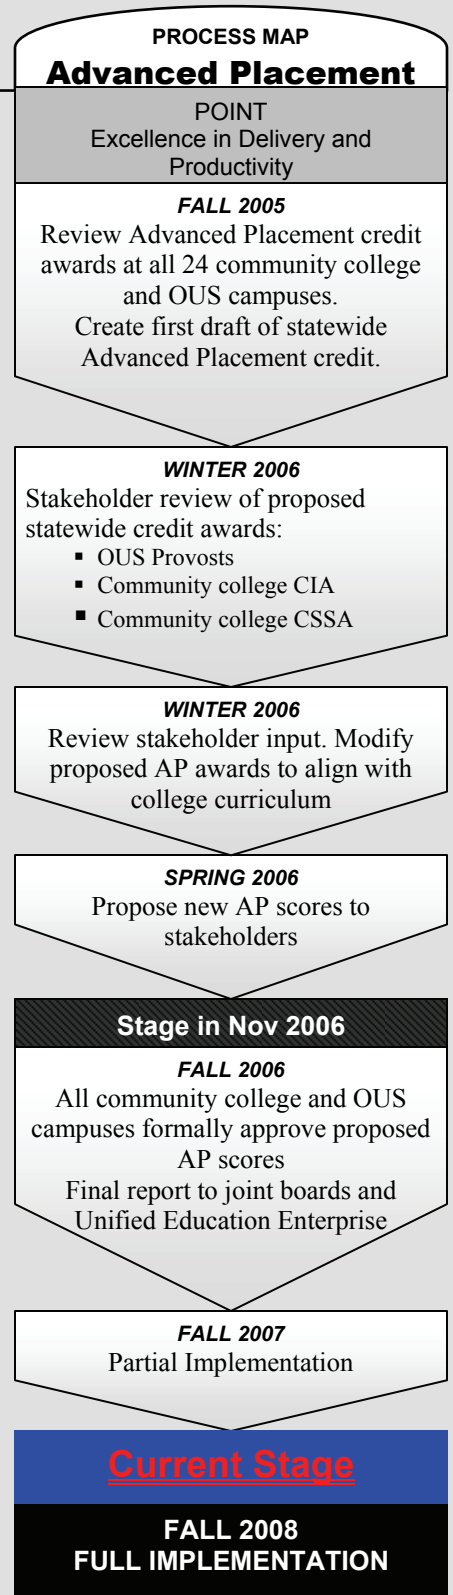 PROCESS MAP
Advanced Placement
POINT
Excellence in Delivery and
Productivity
FALL 2005
Review Advanced Placement credit
awards at all 24 community college
and OUS campuses.
Create first draft of statewide
Advanced Placement credit.
WINTER 2006
Stakeholder review of proposed
statewide credit awards:
▪ OUS Provosts
▪ Community college CIA
▪ Community college CSSA
WINTER 2006
Review stakeholder input. Modify
proposed AP awards to align with
college curriculum
SPRING 2006
Propose new AP scores to
stakeholders
Stage in Nov 2006
FALL 2006
All community college and OUS
campuses formally approve proposed
AP scores
Final report to joint boards and
Unified Education Enterprise
FALL 2007
Partial Implementation
Current Stage
FALL 2008
FULL IMPLEMENTATION